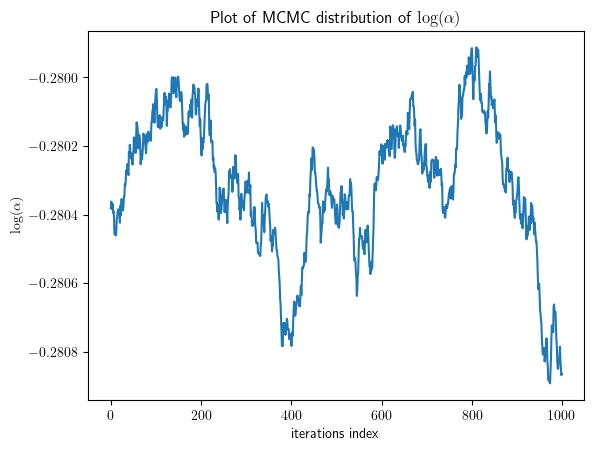 Plot of MCMC distribution of log(α)
log(α)
−0.2800
−0.2802
−0.2804
−0.2806
−0.2808
0 200 400 600 800 1000
iterations index